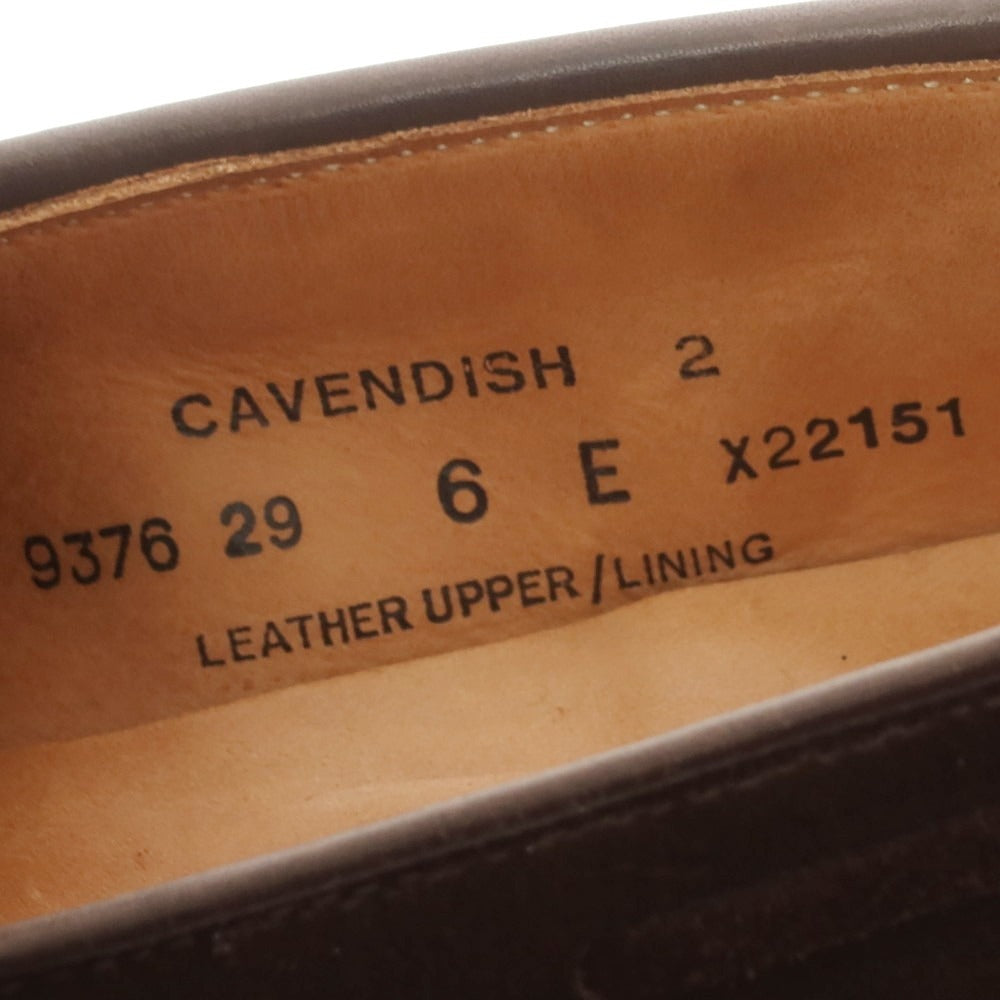 CAVENDISH 2
9376 29 6 E X22151
LEATHER UPPER/LINING